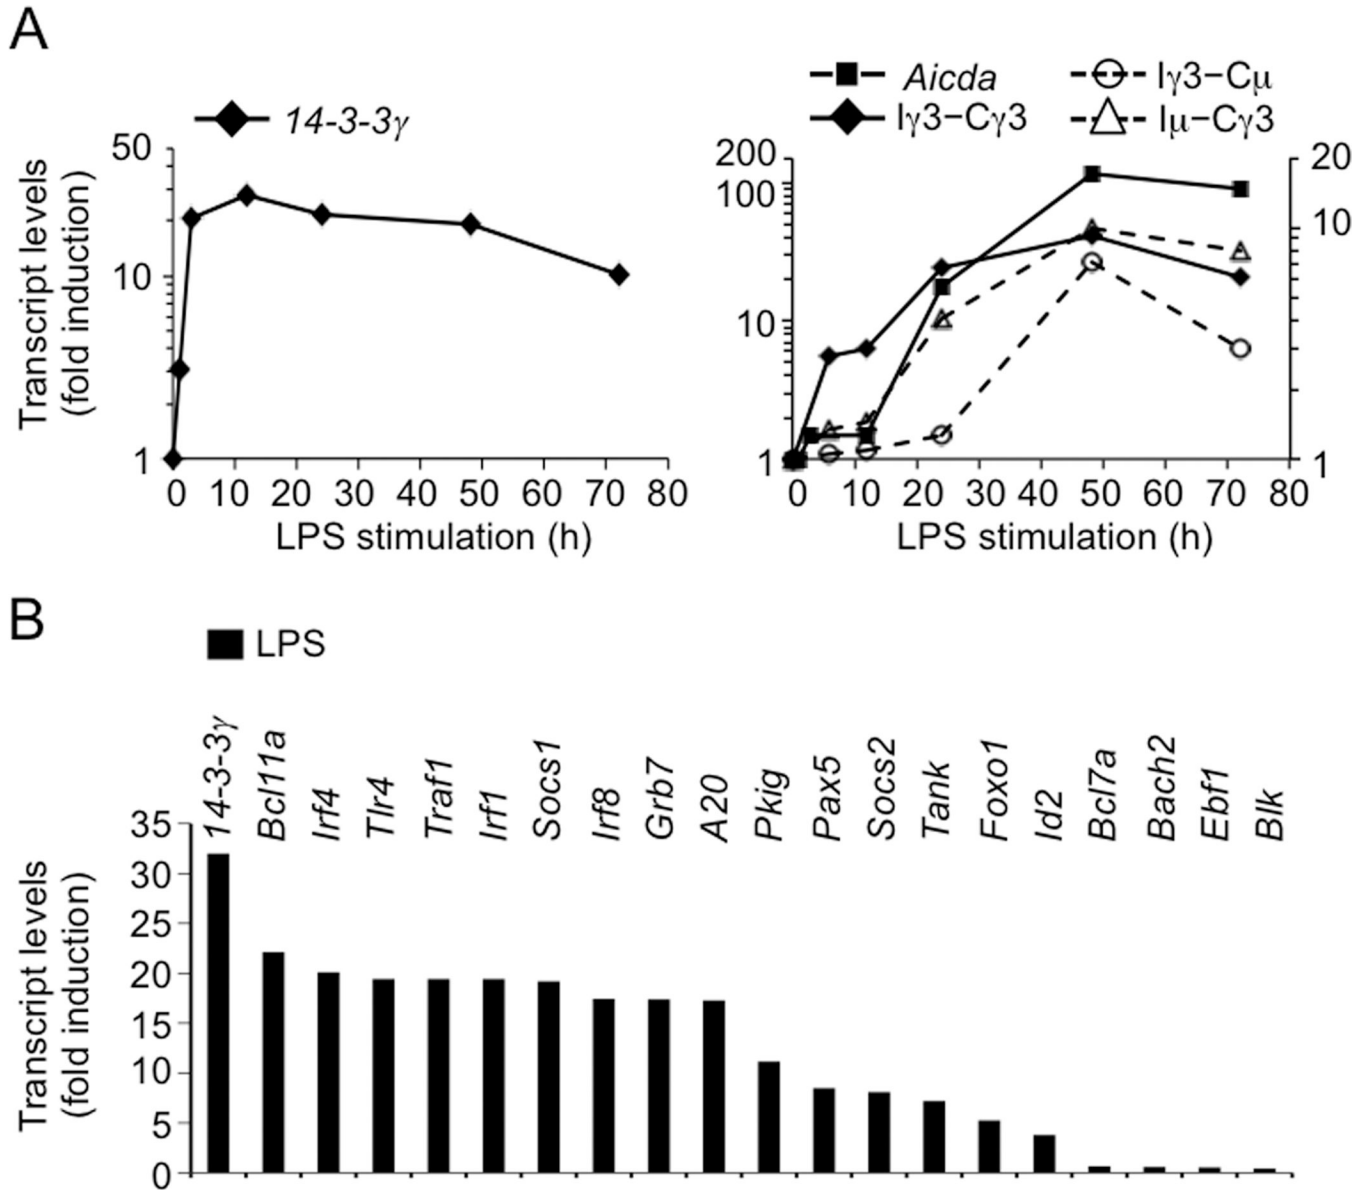 A
14-3-3γ
Transcript levels
(fold induction)
50
10
1
0 10 20 30 40 50 60 70 80
LPS stimulation (h)
Aicda
Iγ3–Cμ
Iγ3–Cγ3
Iμ–Cγ3
200
100
10
1
20
10
1
0 10 20 30 40 50 60 70 80
LPS stimulation (h)
B
LPS
14-3-3γ
Bcl11a
Irf4
Tlr4
Traf1
Irf1
Socs1
Irf8
Grb7
A20
Pkig
Pax5
Socs2
Tank
Foxo1
Id2
Bcl7a
Bach2
Ebf1
Blk
Transcript levels
(fold induction)
35
30
25
20
15
10
5
0